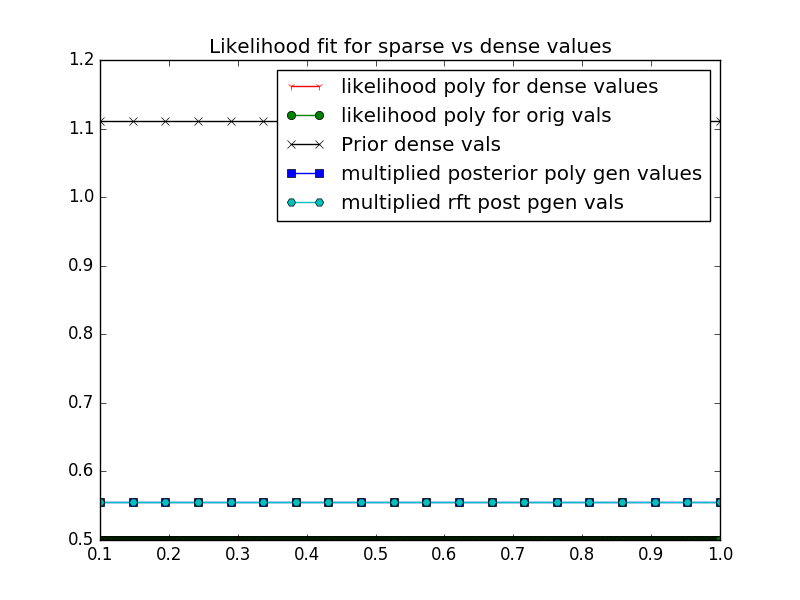 Likelihood fit for sparse vs dense values
1.2
1.1
1.0
0.9
0.8
0.7
0.6
0.5
likelihood poly for dense values
likelihood poly for orig vals
Prior dense vals
multiplied posterior poly gen values
multiplied rft post pgen vals
0.1 0.2 0.3 0.4 0.5 0.6 0.7 0.8 0.9 1.0